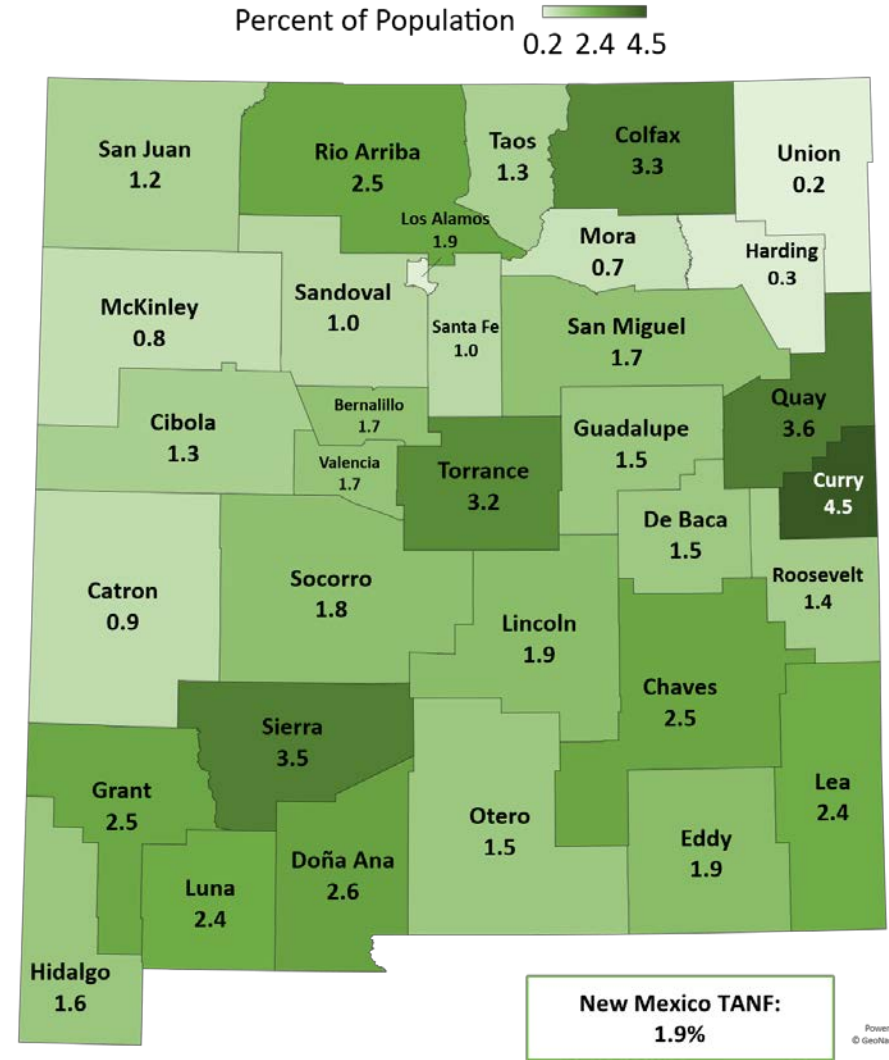 Percent of Population
0.2 2.4 4.5
San Juan
1.2
Rio Arriba
2.5
Taos
1.3
Colfax
3.3
Union
0.2
Los Alamos
1.9
Mora
0.7
Harding
0.3
McKinley
0.8
Sandoval
1.0
Santa Fe
1.0
San Miguel
1.7
Quay
3.6
Cibola
1.3
Bernalillo
1.7
Valencia
1.7
Torrance
3.2
Guadalupe
1.5
Curry
4.5
De Baca
1.5
Roosevelt
1.4
Catron
0.9
Socorro
1.8
Lincoln
1.9
Chaves
2.5
Sierra
3.5
Grant
2.5
Lea
2.4
Otero
1.5
Eddy
1.9
Doña Ana
2.6
Luna
2.4
Hidalgo
1.6
New Mexico TANF:
1.9%
Power
© GeoNa